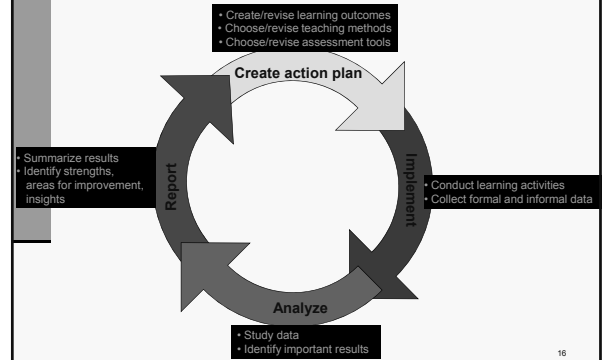 • Create/revise learning outcomes
• Choose/revise teaching methods
• Choose/revise assessment tools
Create action plan
Implement
• Conduct learning activities
• Collect formal and informal data
Analyze
• Study data
• Identify important results
Report
• Summarize results
• Identify strengths,
areas for improvement,
insights
16